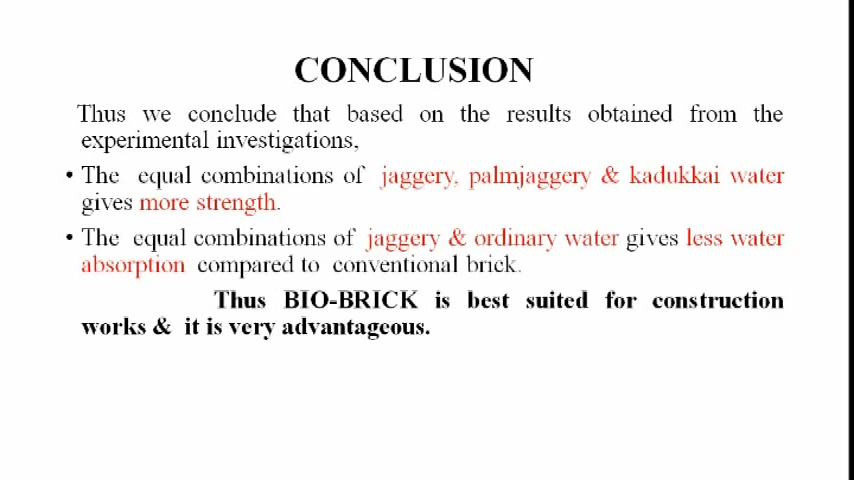 CONCLUSION
Thus we conclude that based on the results obtained from the
experimental investigations,
• The equal combinations of jaggery, palmjaggery & kadukkai water
gives more strength.
• The equal combinations of jaggery & ordinary water gives less water
absorption compared to conventional brick.
Thus BIO-BRICK is best suited for construction
works & it is very advantageous.